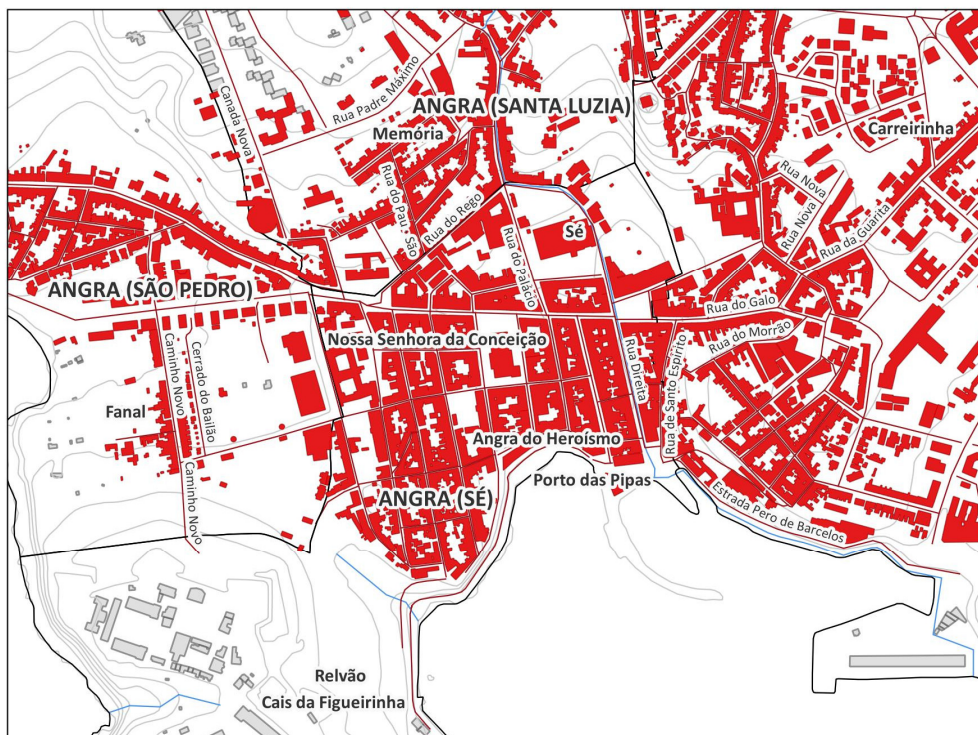 Canada Nova
Rua Padre Máximo
ANGRA (SANTA LUZIA)
Memória
Carreirinha
Rua do Pau - São
Rua do Rego
Rua do Palácio
Sé
Rua Nova
Rua Nova
Rua da Guarita
ANGRA (SÃO PEDRO)
Rua do Galo
Rua do Morrão
Nossa Senhora da Conceição
Rua Direita
Rua de Santo Espírito
Caminho Novo
Cerrado do Bailão
Fanal
Angra do Heroísmo
Caminho Novo
Porto das Pipas
ANGRA (SÉ)
Estrada Pero de Barcelos
Relvão
Cais da Figueirinha